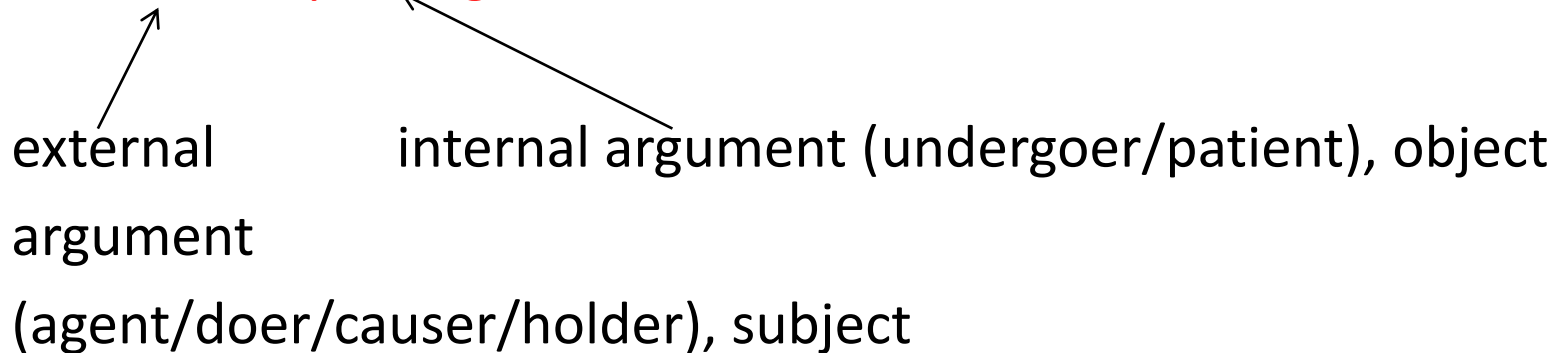 external internal argument (undergoer/patient), object
argument
(agent/doer/causer/holder), subject